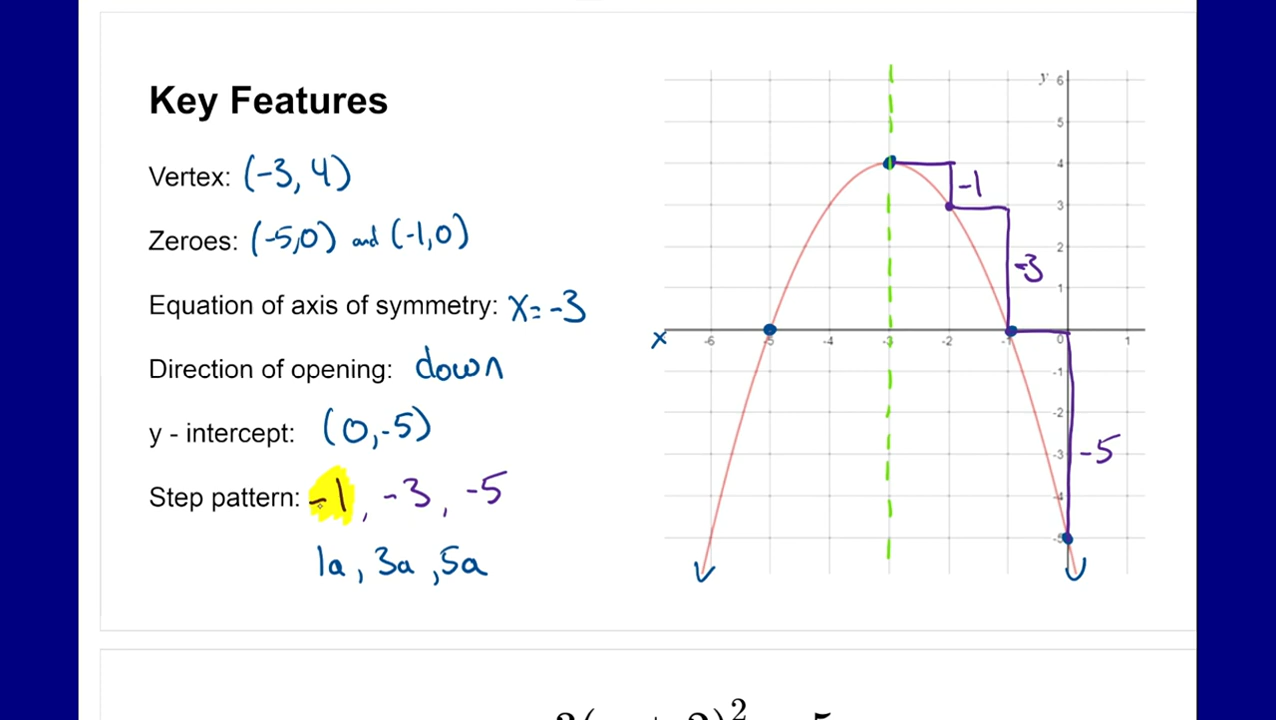 Key Features
Vertex: (-3, 4)
Zeroes: (-5,0) and (-1,0)
Equation of axis of symmetry: x = -3
Direction of opening: down
y - intercept: (0,-5)
Step pattern: -1, -3, -5
1a, 3a, 5a
y
6
5
4
3
2
1
x -6 -5 -4 -3 -2 -1 0 1
-1
-2
-3
-4
-5
-1
-3
-5